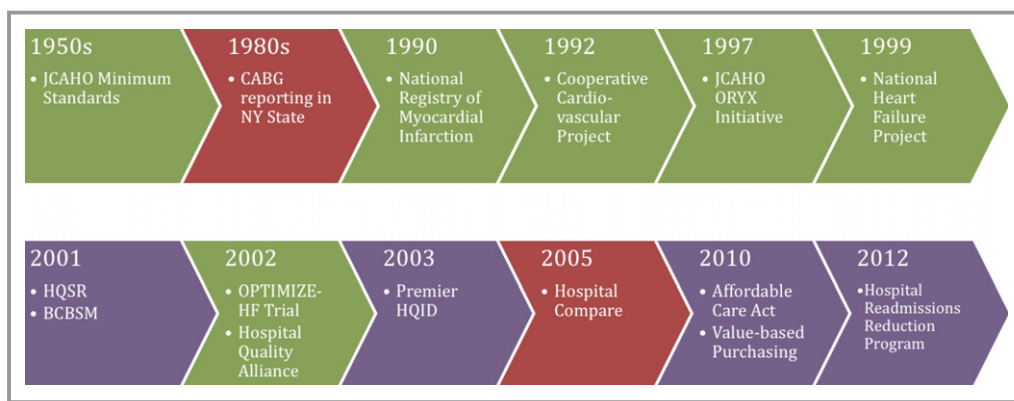 1950s
• JCAHO Minimum
Standards
1980s
• CABG
reporting in
NY State
1990
• National
Registry of
Myocardial
Infarction
1992
• Cooperative
Cardio-
vascular
Project
1997
• JCAHO
ORYX
Initiative
1999
• National
Heart
Failure
Project
2001
• HQSR
• BCBSM
2002
• OPTIMIZE-
HF Trial
• Hospital
Quality
Alliance
2003
• Premier
HQID
2005
• Hospital
Compare
2010
• Affordable
Care Act
• Value-based
Purchasing
2012
•Hospital
Readmissions
Reduction
Program